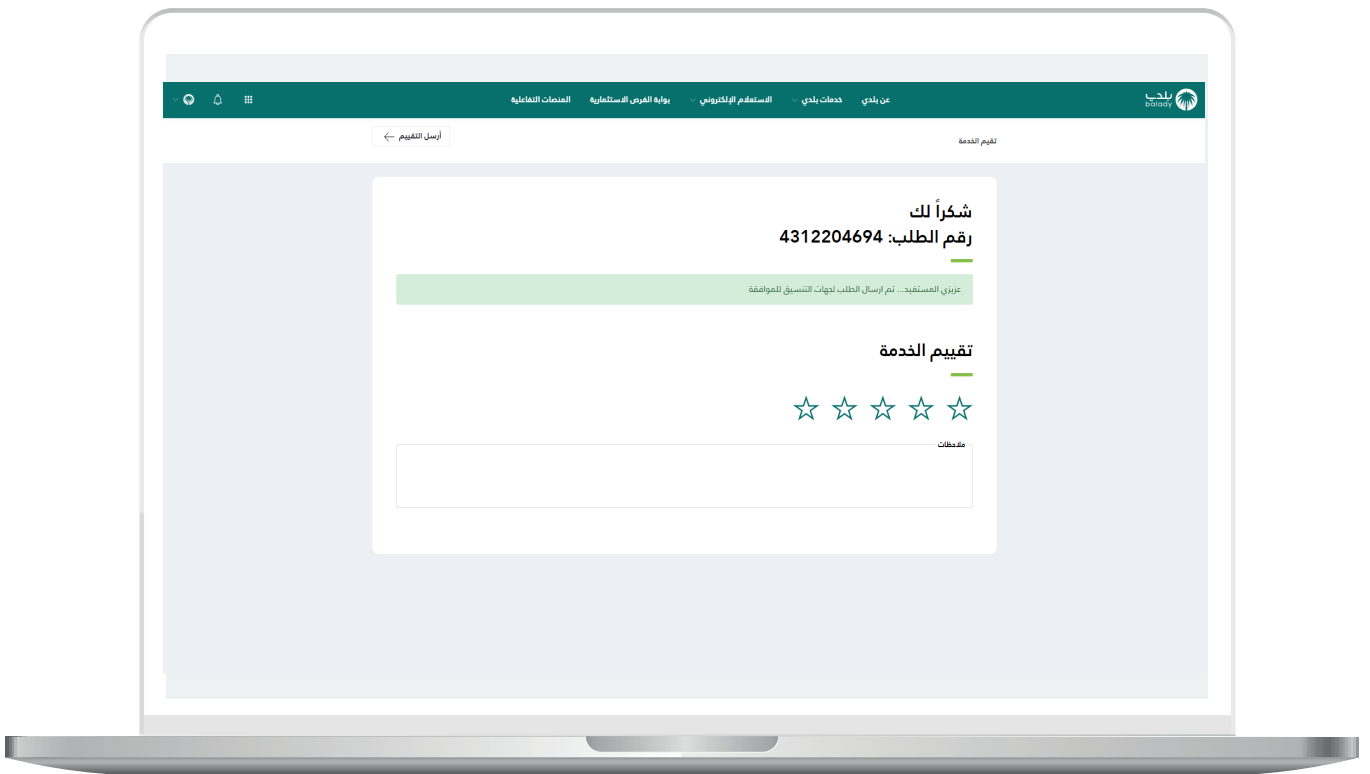 بلدي
balady
عن بلدي
خدمات بلدي
الاستعلام الإلكتروني
بوابة الفرص الاستثمارية
المنصات التفاعلية
تقيم الخدمة
أرسل التقييم
شكراً لك
رقم الطلب: 4312204694
عزيزي المستفيد... تم ارسال الطلب لجهات التنسيق للموافقة
تقييم الخدمة
ملاحظات